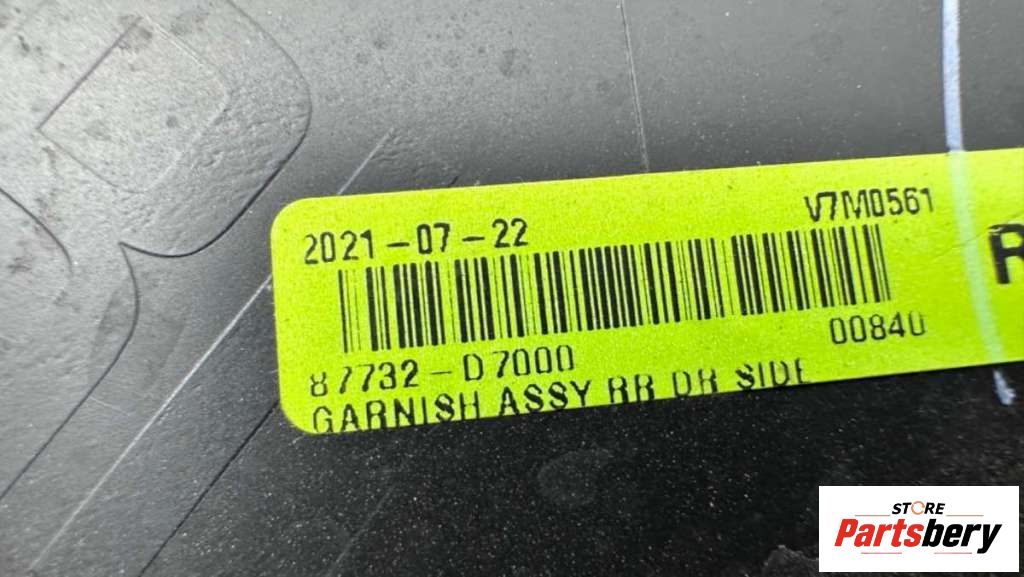 2021-07-22
V7M0561
R
00840
87732-D7000
GARNISH ASSY RR DR SIDE
STORE
Partsbery